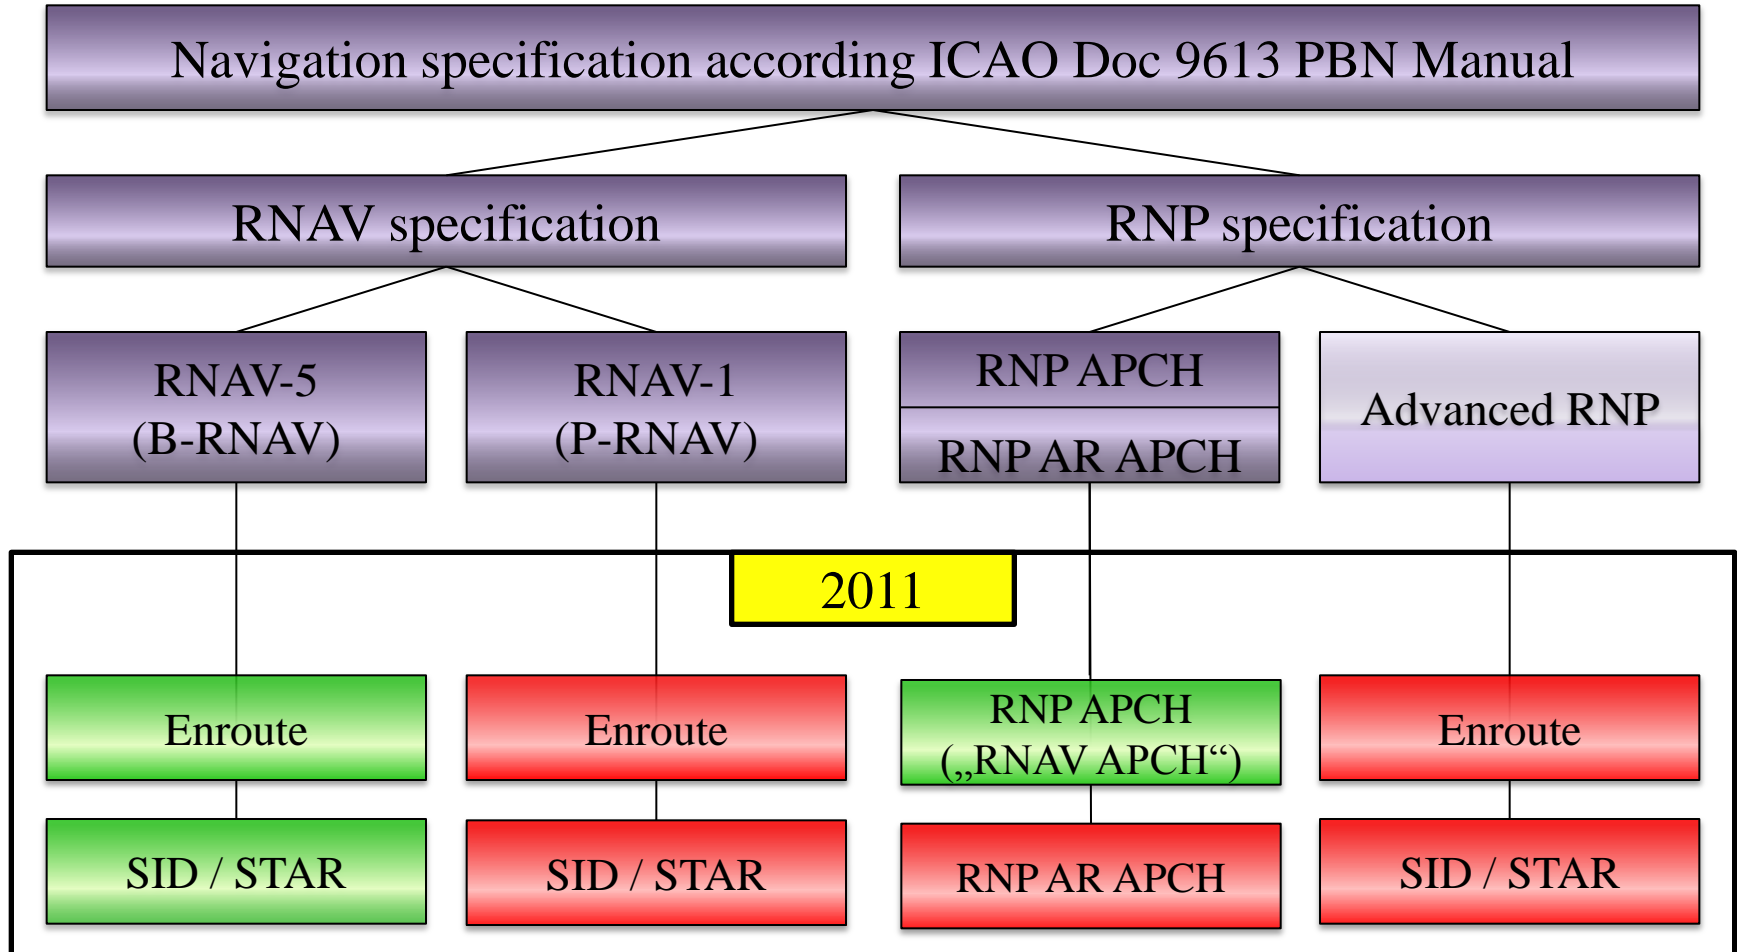 Navigation specification according ICAO Doc 9613 PBN Manual
RNAV specification
RNP specification
RNAV-5
(B-RNAV)
RNAV-1
(P-RNAV)
RNP APCH
RNP AR APCH
Advanced RNP
2011
Enroute
Enroute
RNP APCH
(„RNAV APCH“)
Enroute
SID / STAR
SID / STAR
RNP AR APCH
SID / STAR